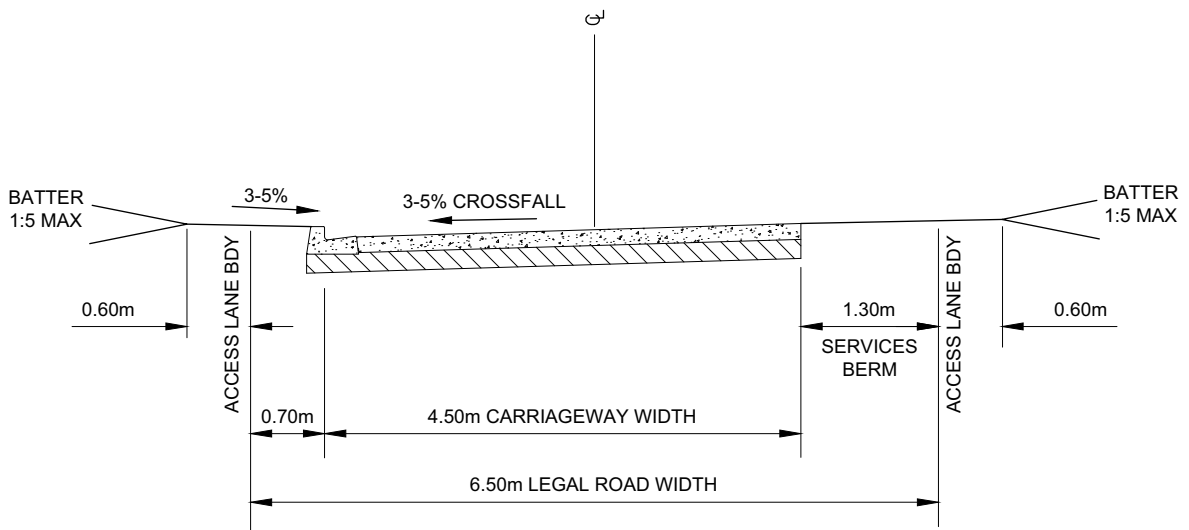 ℄
BATTER
1:5 MAX
3-5%
3-5% CROSSFALL
BATTER
1:5 MAX
0.60m
ACCESS LANE BDY
1.30m
SERVICES
BERM
ACCESS LANE BDY
0.60m
0.70m
4.50m CARRIAGEWAY WIDTH
6.50m LEGAL ROAD WIDTH